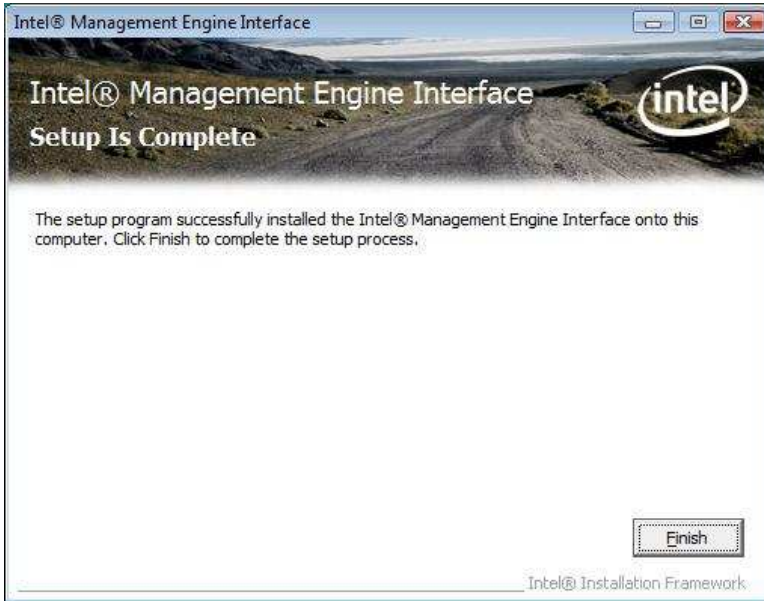 Intel® Management Engine Interface
Intel® Management Engine Interface
intel
Setup Is Complete
The setup program successfully installed the Intel® Management Engine Interface onto this
computer. Click Finish to complete the setup process.
Finish
Intel® Installation Framework